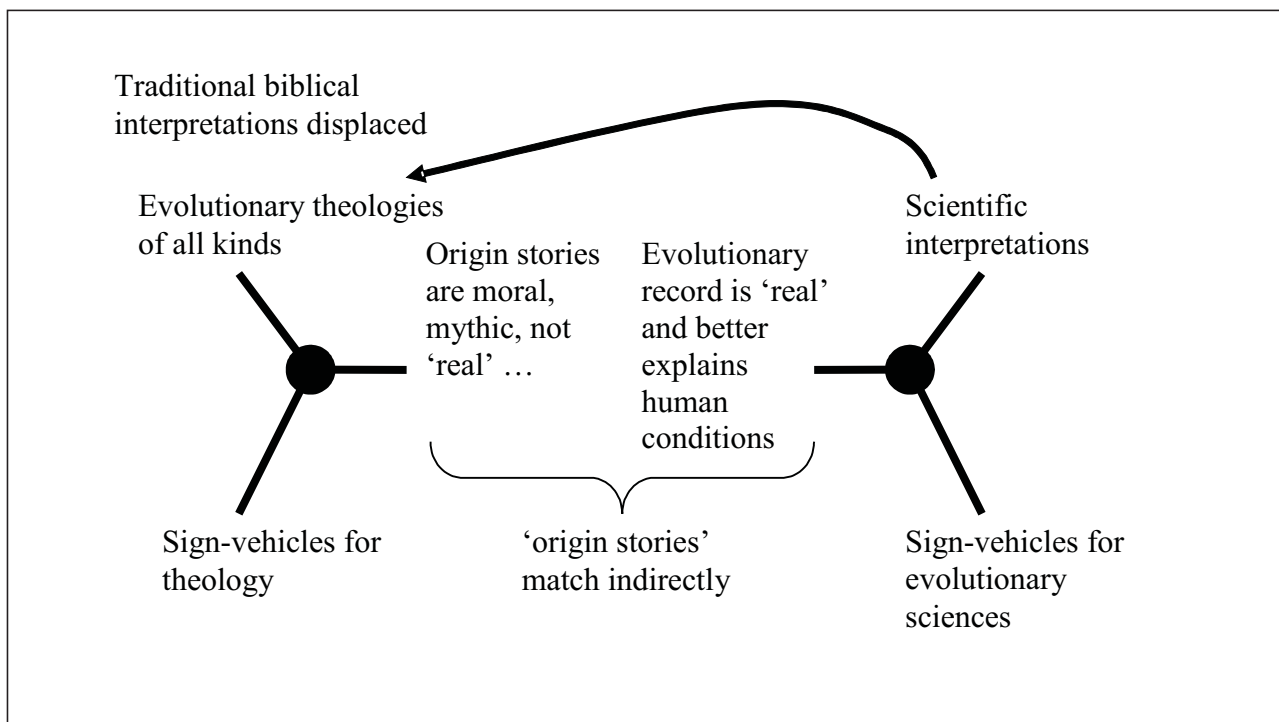 Traditional biblical
interpretations displaced
Evolutionary theologies
of all kinds
Scientific
interpretations
Origin stories
are moral,
mythic, not
‘real’ …
Evolutionary
record is ‘real’
and better
explains
human
conditions
Sign-vehicles for
theology
‘origin stories’
match indirectly
Sign-vehicles for
evolutionary
sciences